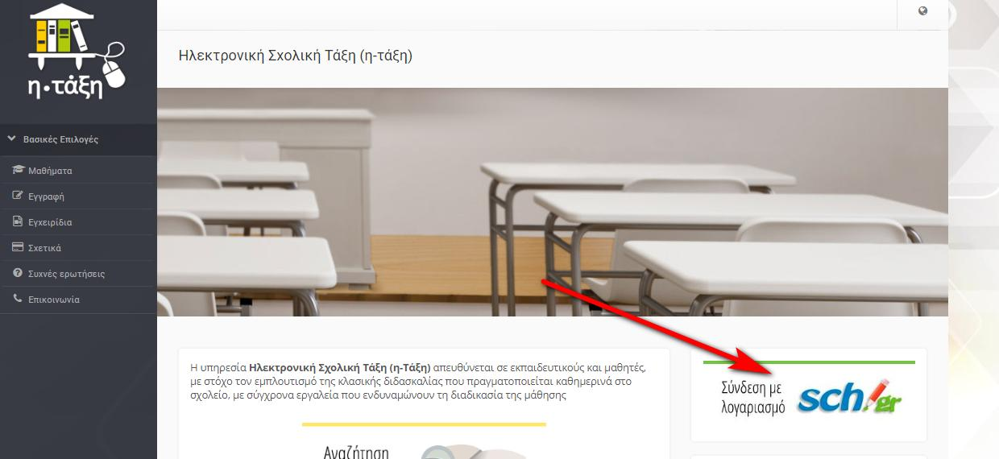 η·τάξη
Βασικές Επιλογές
Μαθήματα
Εγγραφή
Εγχειρίδια
Σχετικά
Συχνές ερωτήσεις
Επικοινωνία
Ηλεκτρονική Σχολική Τάξη (η-τάξη)
Η υπηρεσία Ηλεκτρονική Σχολική Τάξη (η-Τάξη) απευθύνεται σε εκπαιδευτικούς και μαθητές,
με στόχο τον εμπλουτισμό της κλασικής διδασκαλίας που πραγματοποιείται καθημερινά στο
σχολείο, με σύγχρονα εργαλεία που ενδυναμώνουν τη διαδικασία της μάθησης
Αναζήτηση
Σύνδεση με
λογαριασμό
sch.gr